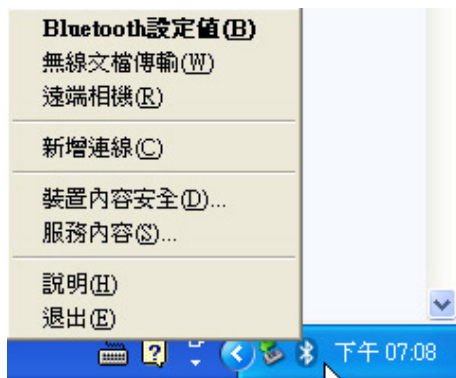 Bluetooth設定值(B)
無線文檔傳輸(W)
遠端相機(R)
新增連線(C)
裝置內容安全(D)...
服務內容(S)...
說明(H)
退出(E)
下午 07:08